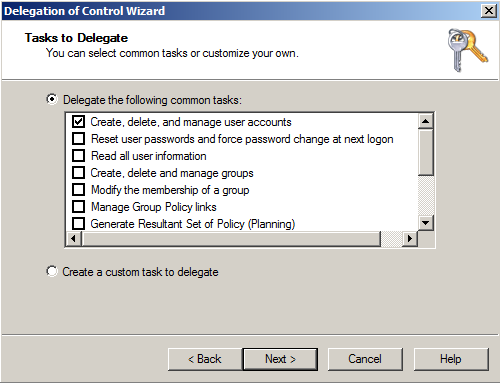 Delegation of Control Wizard
Tasks to Delegate
You can select common tasks or customize your own.
Delegate the following common tasks:
Create, delete, and manage user accounts
Reset user passwords and force password change at next logon
Read all user information
Create, delete and manage groups
Modify the membership of a group
Manage Group Policy links
Generate Resultant Set of Policy (Planning)
Create a custom task to delegate
< Back Next > Cancel Help